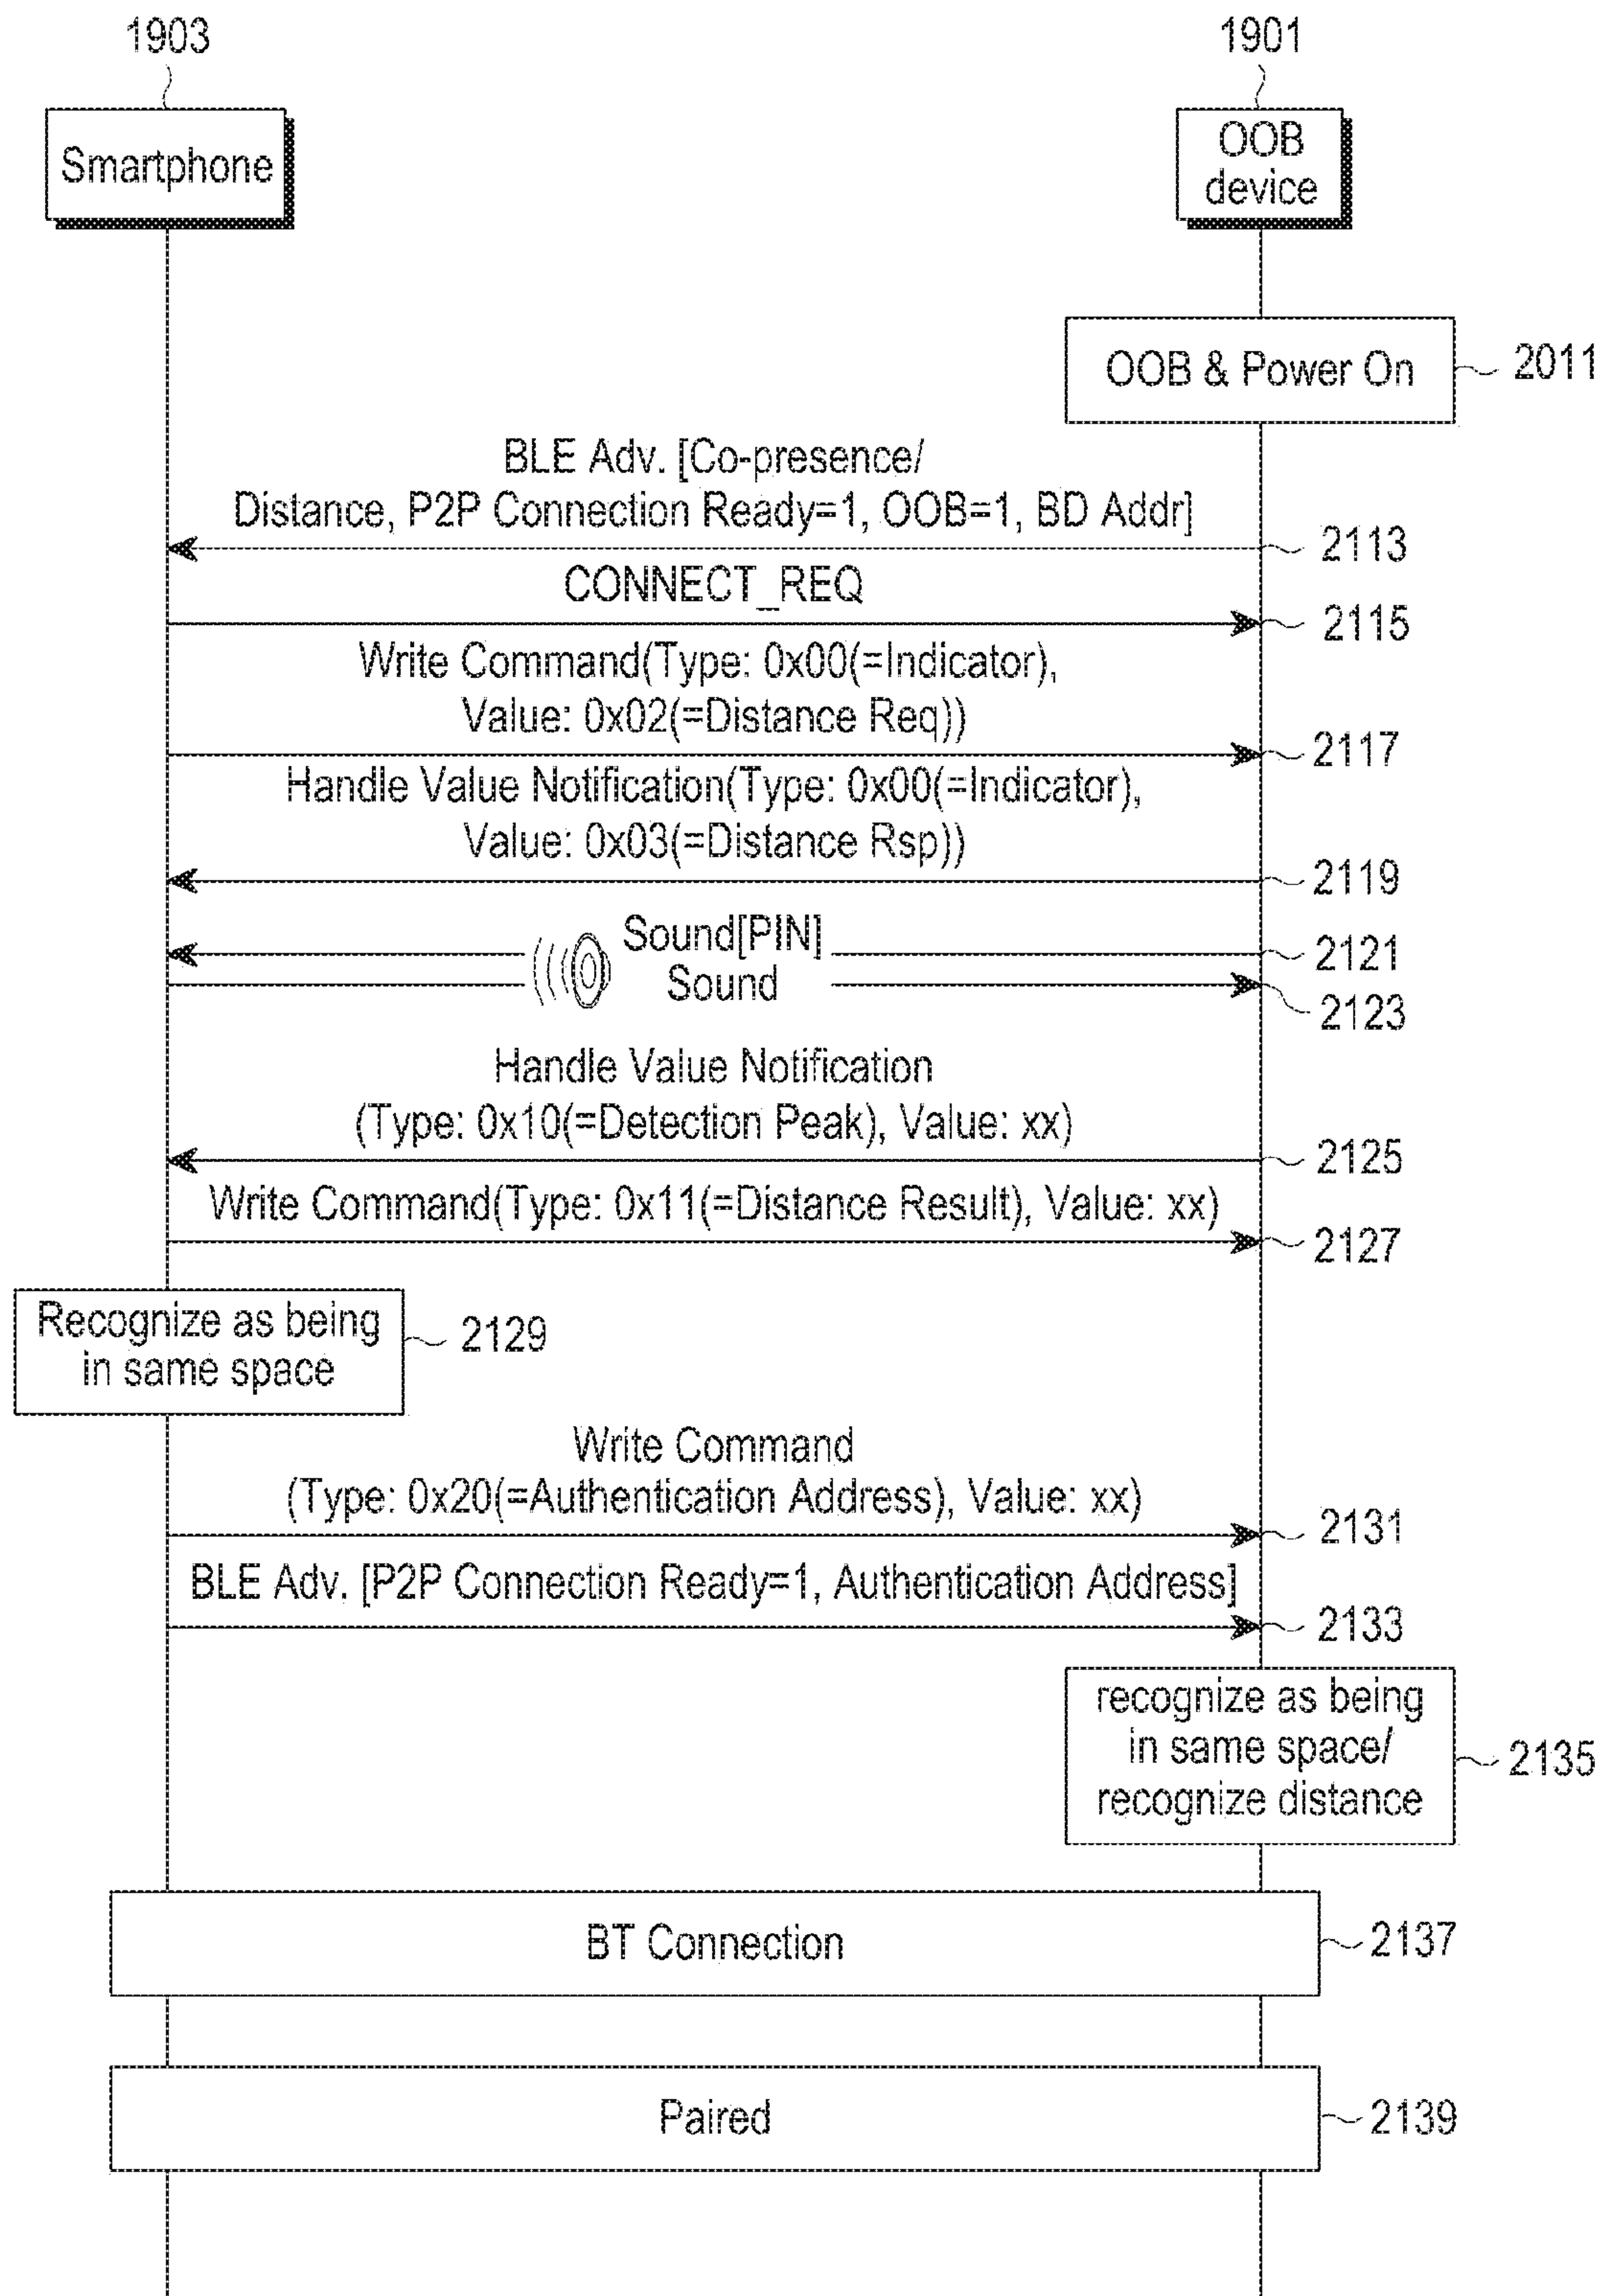 1903
1901
Smartphone
OOB
device
OOB & Power On
2011
BLE Adv. [Co-presence/
Distance, P2P Connection Ready=1, OOB=1, BD Addr]
2113
CONNECT_REQ
2115
Write Command(Type: 0x00(=Indicator),
Value: 0x02(=Distance Req))
2117
Handle Value Notification(Type: 0x00(=Indicator),
Value: 0x03(=Distance Rsp))
2119
Sound[PIN]
2121
Sound
2123
Handle Value Notification
(Type: 0x10(=Detection Peak), Value: xx)
2125
Write Command(Type: 0x11(=Distance Result), Value: xx)
2127
Recognize as being
in same space
2129
Write Command
(Type: 0x20(=Authentication Address), Value: xx)
2131
BLE Adv. [P2P Connection Ready=1, Authentication Address]
2133
recognize as being
in same space/
recognize distance
2135
BT Connection
2137
Paired
2139